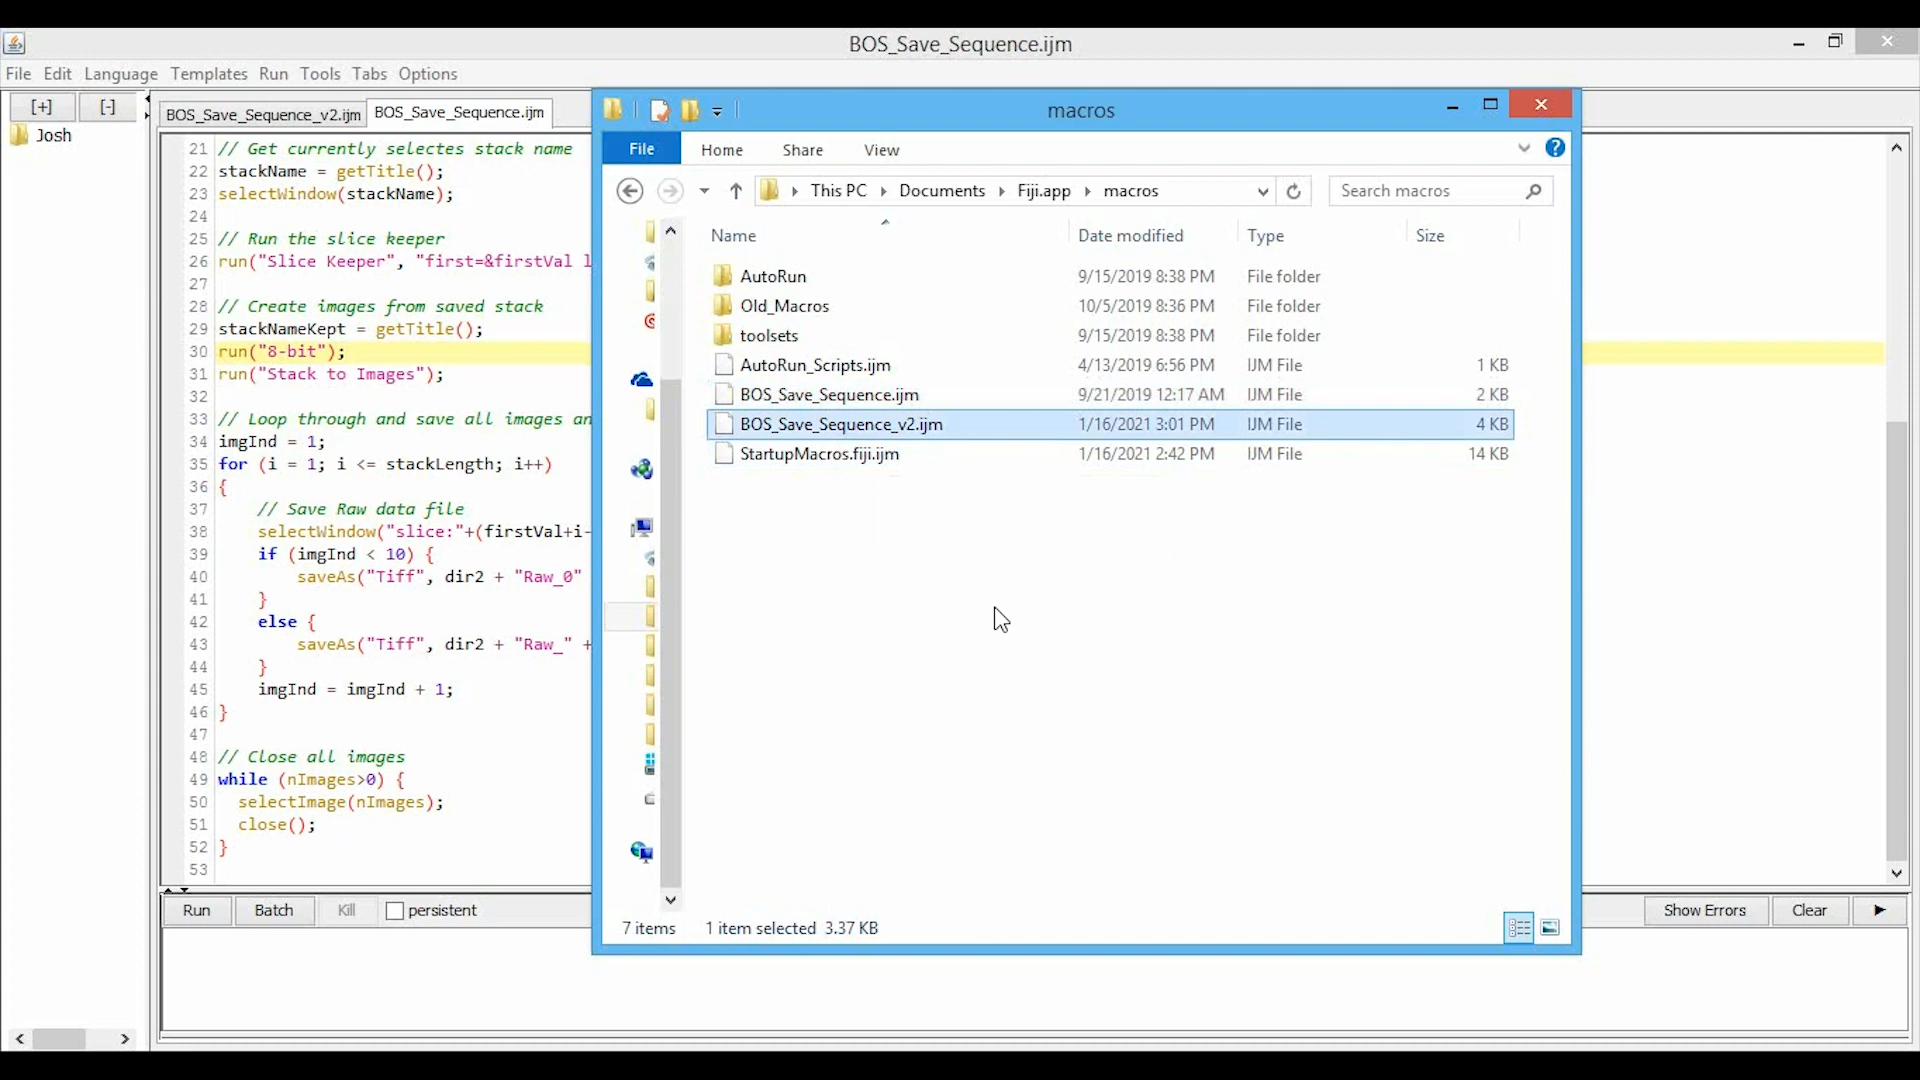 BOS_Save_Sequence.ijm
File Edit Language Templates Run Tools Tabs Options
[+] [-]
Josh
BOS_Save_Sequence_v2.ijm BOS_Save_Sequence.ijm
21 // Get currently selectes stack name
22 stackName = getTitle();
23 selectWindow(stackName);
24
25 // Run the slice keeper
26 run("Slice Keeper", "first=&firstVal l
27
28 // Create images from saved stack
29 stackNameKept = getTitle();
30 run("8-bit");
31 run("Stack to Images");
32
33 // Loop through and save all images an
34 imgInd = 1;
35 for (i = 1; i <= stackLength; i++)
36 {
37 // Save Raw data file
38 selectWindow("slice:"+(firstVal+i-
39 if (imgInd < 10) {
40 saveAs("Tiff", dir2 + "Raw_0"
41 }
42 else {
43 saveAs("Tiff", dir2 + "Raw_" +
44 }
45 imgInd = imgInd + 1;
46 }
47
48 // Close all images
49 while (nImages>0) {
50 selectImage(nImages);
51 close();
52 }
53
Run Batch Kill persistent
Show Errors Clear
macros
File Home Share View
This PC Documents Fiji.app macros
Search macros
Name Date modified Type Size
AutoRun 9/15/2019 8:38 PM File folder
Old_Macros 10/5/2019 8:36 PM File folder
toolsets 9/15/2019 8:38 PM File folder
AutoRun_Scripts.ijm 4/13/2019 6:56 PM IJM File 1 KB
BOS_Save_Sequence.ijm 9/21/2019 12:17 AM IJM File 2 KB
BOS_Save_Sequence_v2.ijm 1/16/2021 3:01 PM IJM File 4 KB
StartupMacros.fiji.ijm 1/16/2021 2:42 PM IJM File 14 KB
7 items 1 item selected 3.37 KB